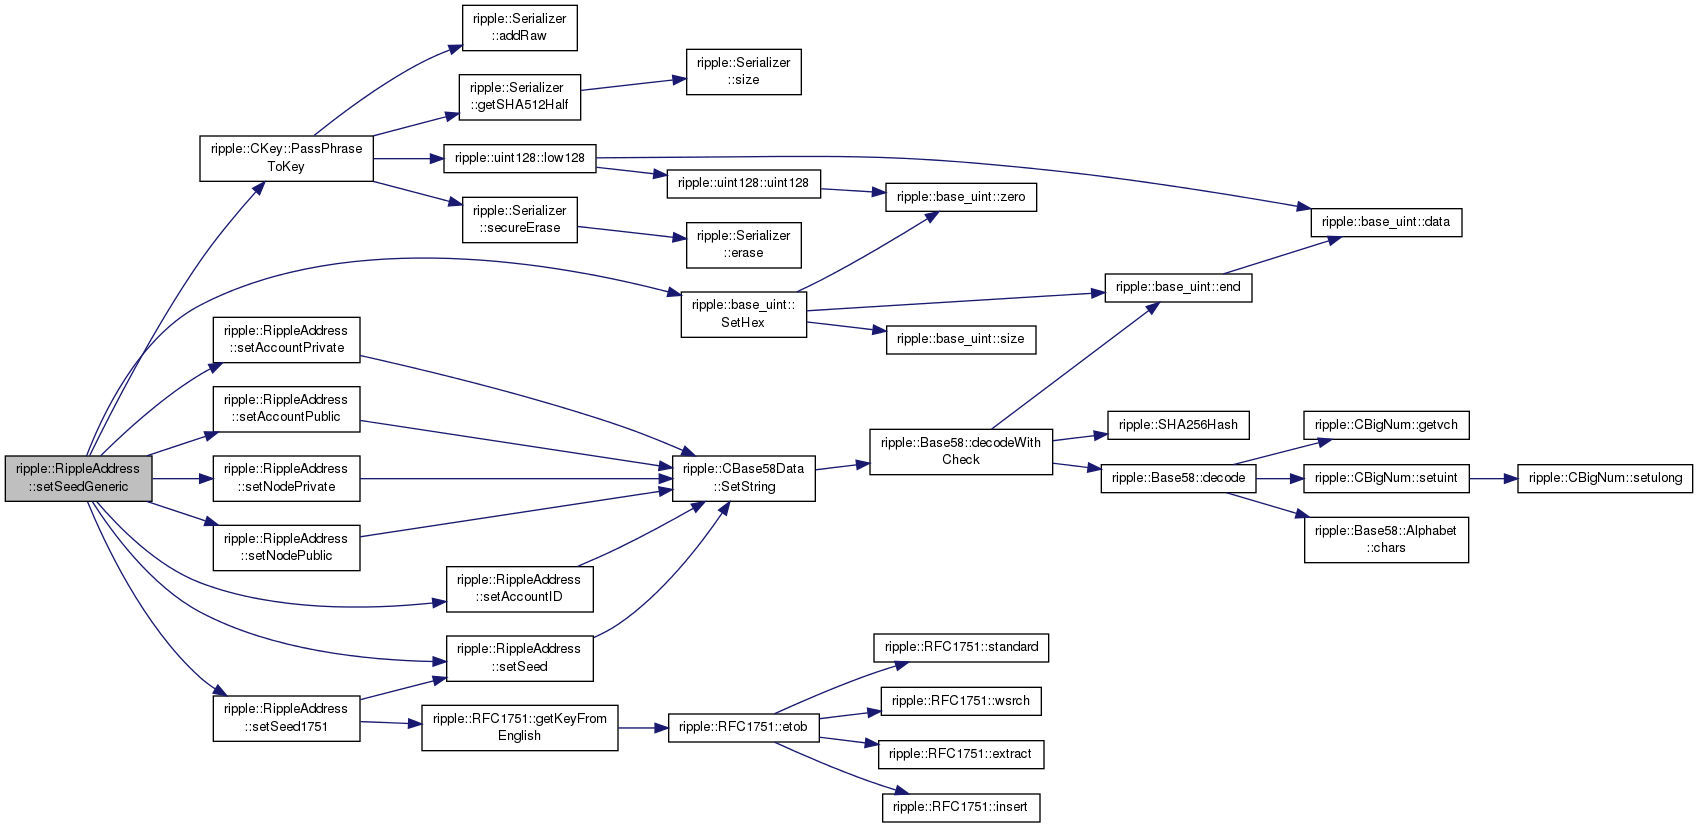 ripple::RippleAddress
::setSeedGeneric
ripple::CKey::PassPhrase
ToKey
ripple::Serializer
::addRaw
ripple::Serializer
::getSHA512Half
ripple::Serializer
::size
ripple::uint128::low128
ripple::uint128::uint128
ripple::base_uint::zero
ripple::base_uint::data
ripple::Serializer
::secureErase
ripple::Serializer
::erase
ripple::base_uint::
SetHex
ripple::base_uint::end
ripple::base_uint::size
ripple::RippleAddress
::setAccountPrivate
ripple::RippleAddress
::setAccountPublic
ripple::RippleAddress
::setNodePrivate
ripple::RippleAddress
::setNodePublic
ripple::CBase58Data
::SetString
ripple::Base58::decodeWith
Check
ripple::SHA256Hash
ripple::Base58::decode
ripple::CBigNum::getvch
ripple::CBigNum::setuint
ripple::CBigNum::setulong
ripple::Base58::Alphabet
::chars
ripple::RippleAddress
::setAccountID
ripple::RippleAddress
::setSeed
ripple::RippleAddress
::setSeed1751
ripple::RFC1751::getKeyFrom
English
ripple::RFC1751::etob
ripple::RFC1751::standard
ripple::RFC1751::wsrch
ripple::RFC1751::extract
ripple::RFC1751::insert